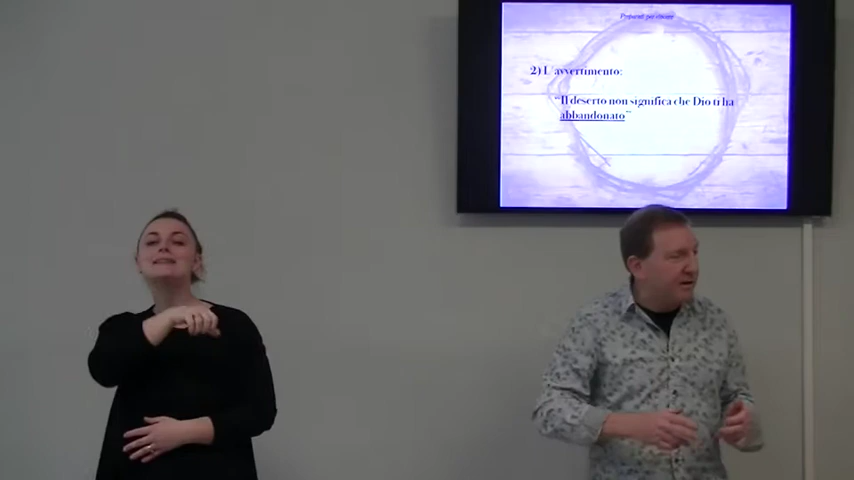 Preparati per vincere
2) L'avvertimento:
"Il deserto non significa che Dio ti ha
abbandonato"